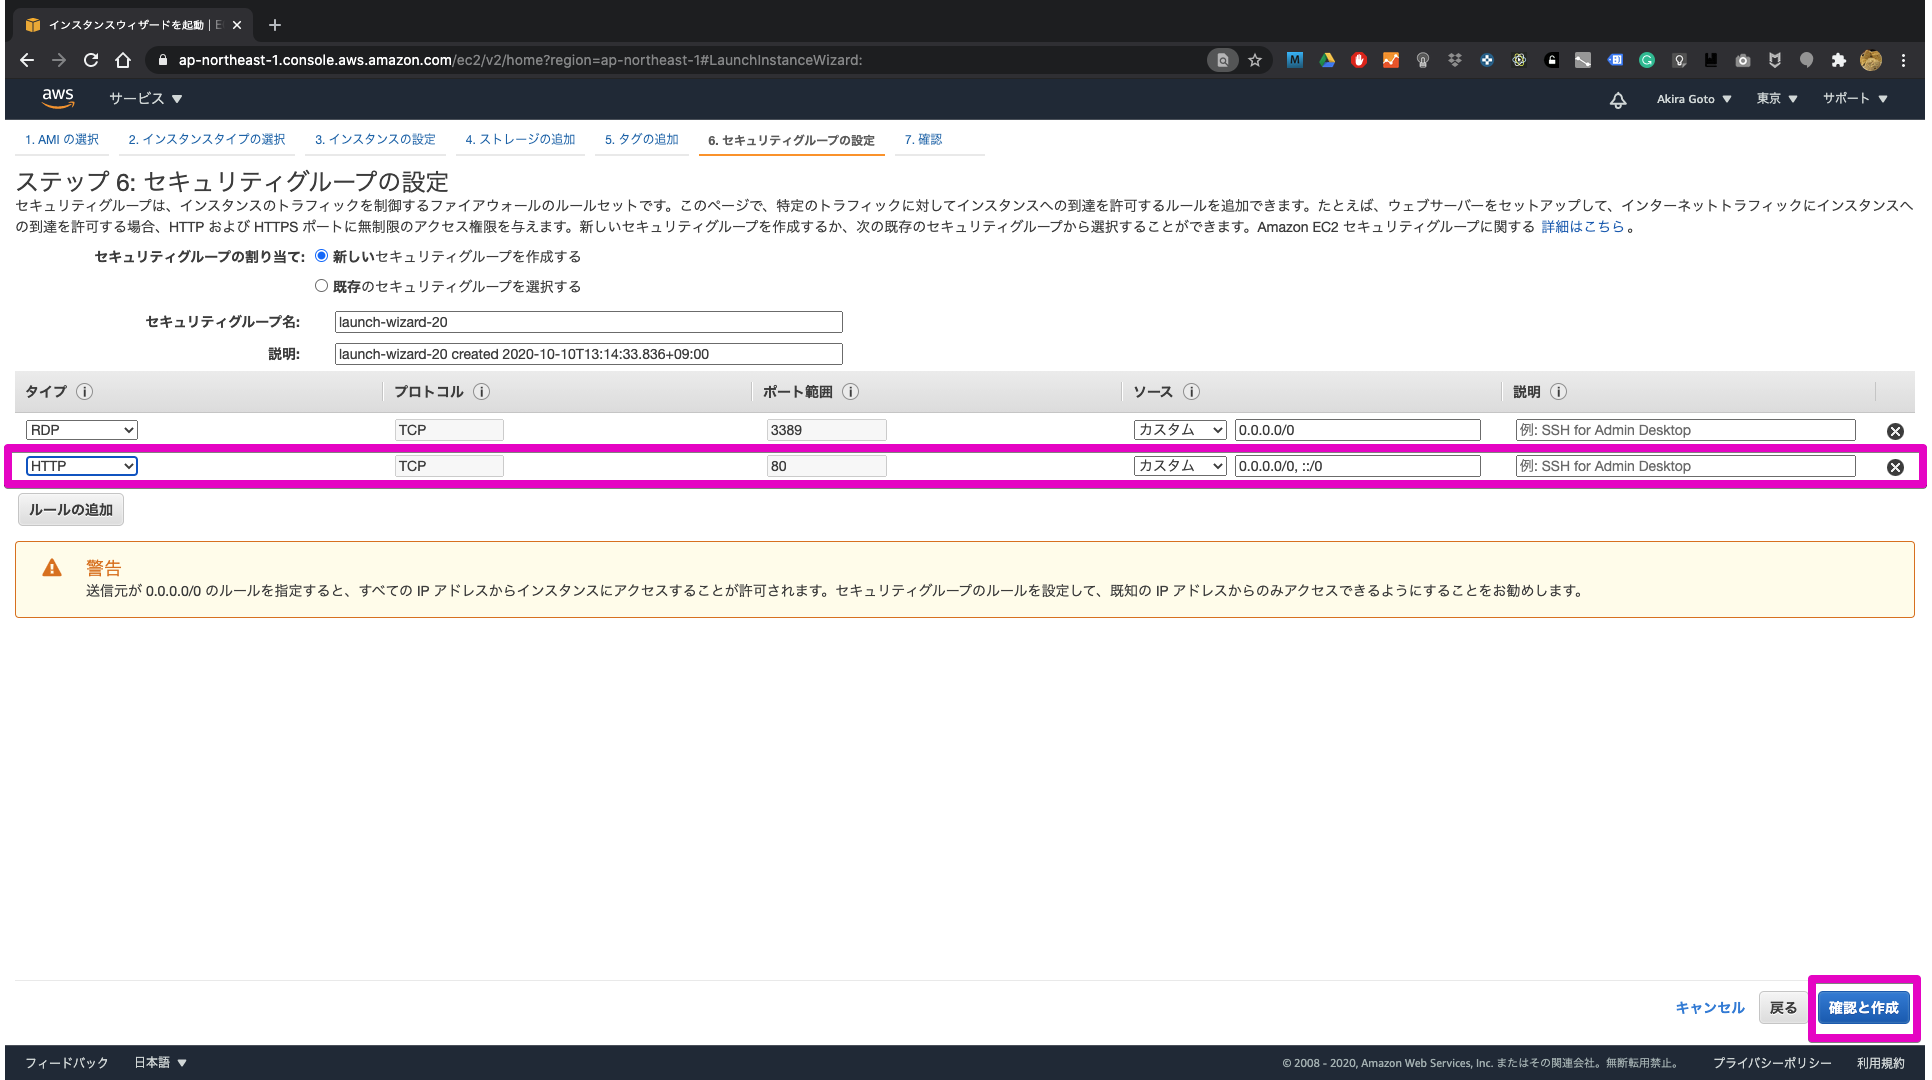 インスタンスウィザードを起動 | E
ap-northeast-1.console.aws.amazon.com/ec2/v2/home?region=ap-northeast-1#LaunchInstanceWizard:
aws サービス Akira Goto 東京 サポート
1. AMI の選択 2. インスタンスタイプの選択 3. インスタンスの設定 4. ストレージの追加 5. タグの追加 6. セキュリティグループの設定 7. 確認
ステップ 6: セキュリティグループの設定
セキュリティグループは、インスタンスのトラフィックを制御するファイアウォールのルールセットです。このページで、特定のトラフィックに対してインスタンスへの到達を許可するルールを追加できます。たとえば、ウェブサーバーをセットアップして、インターネットトラフィックにインスタンスへ
の到達を許可する場合、HTTP および HTTPS ポートに無制限のアクセス権限を与えます。新しいセキュリティグループを作成するか、次の既存のセキュリティグループから選択することができます。Amazon EC2 セキュリティグループに関する 詳細はこちら 。
セキュリティグループの割り当て: 新しいセキュリティグループを作成する
既存のセキュリティグループを選択する
セキュリティグループ名: launch-wizard-20
説明: launch-wizard-20 created 2020-10-10T13:14:33.836+09:00
タイプ プロトコル ポート範囲 ソース 説明
RDP TCP 3389 カスタム 0.0.0.0/0 例: SSH for Admin Desktop
HTTP TCP 80 カスタム 0.0.0.0/0, ::/0 例: SSH for Admin Desktop
ルールの追加
警告
送信元が 0.0.0.0/0 のルールを指定すると、すべての IP アドレスからインスタンスにアクセスすることが許可されます。セキュリティグループのルールを設定して、既知の IP アドレスからのみアクセスできるようにすることをお勧めします。
キャンセル 戻る 確認と作成
フィードバック 日本語 © 2008 - 2020, Amazon Web Services, Inc. またはその関連会社。無断転用禁止。 プライバシーポリシー 利用規約